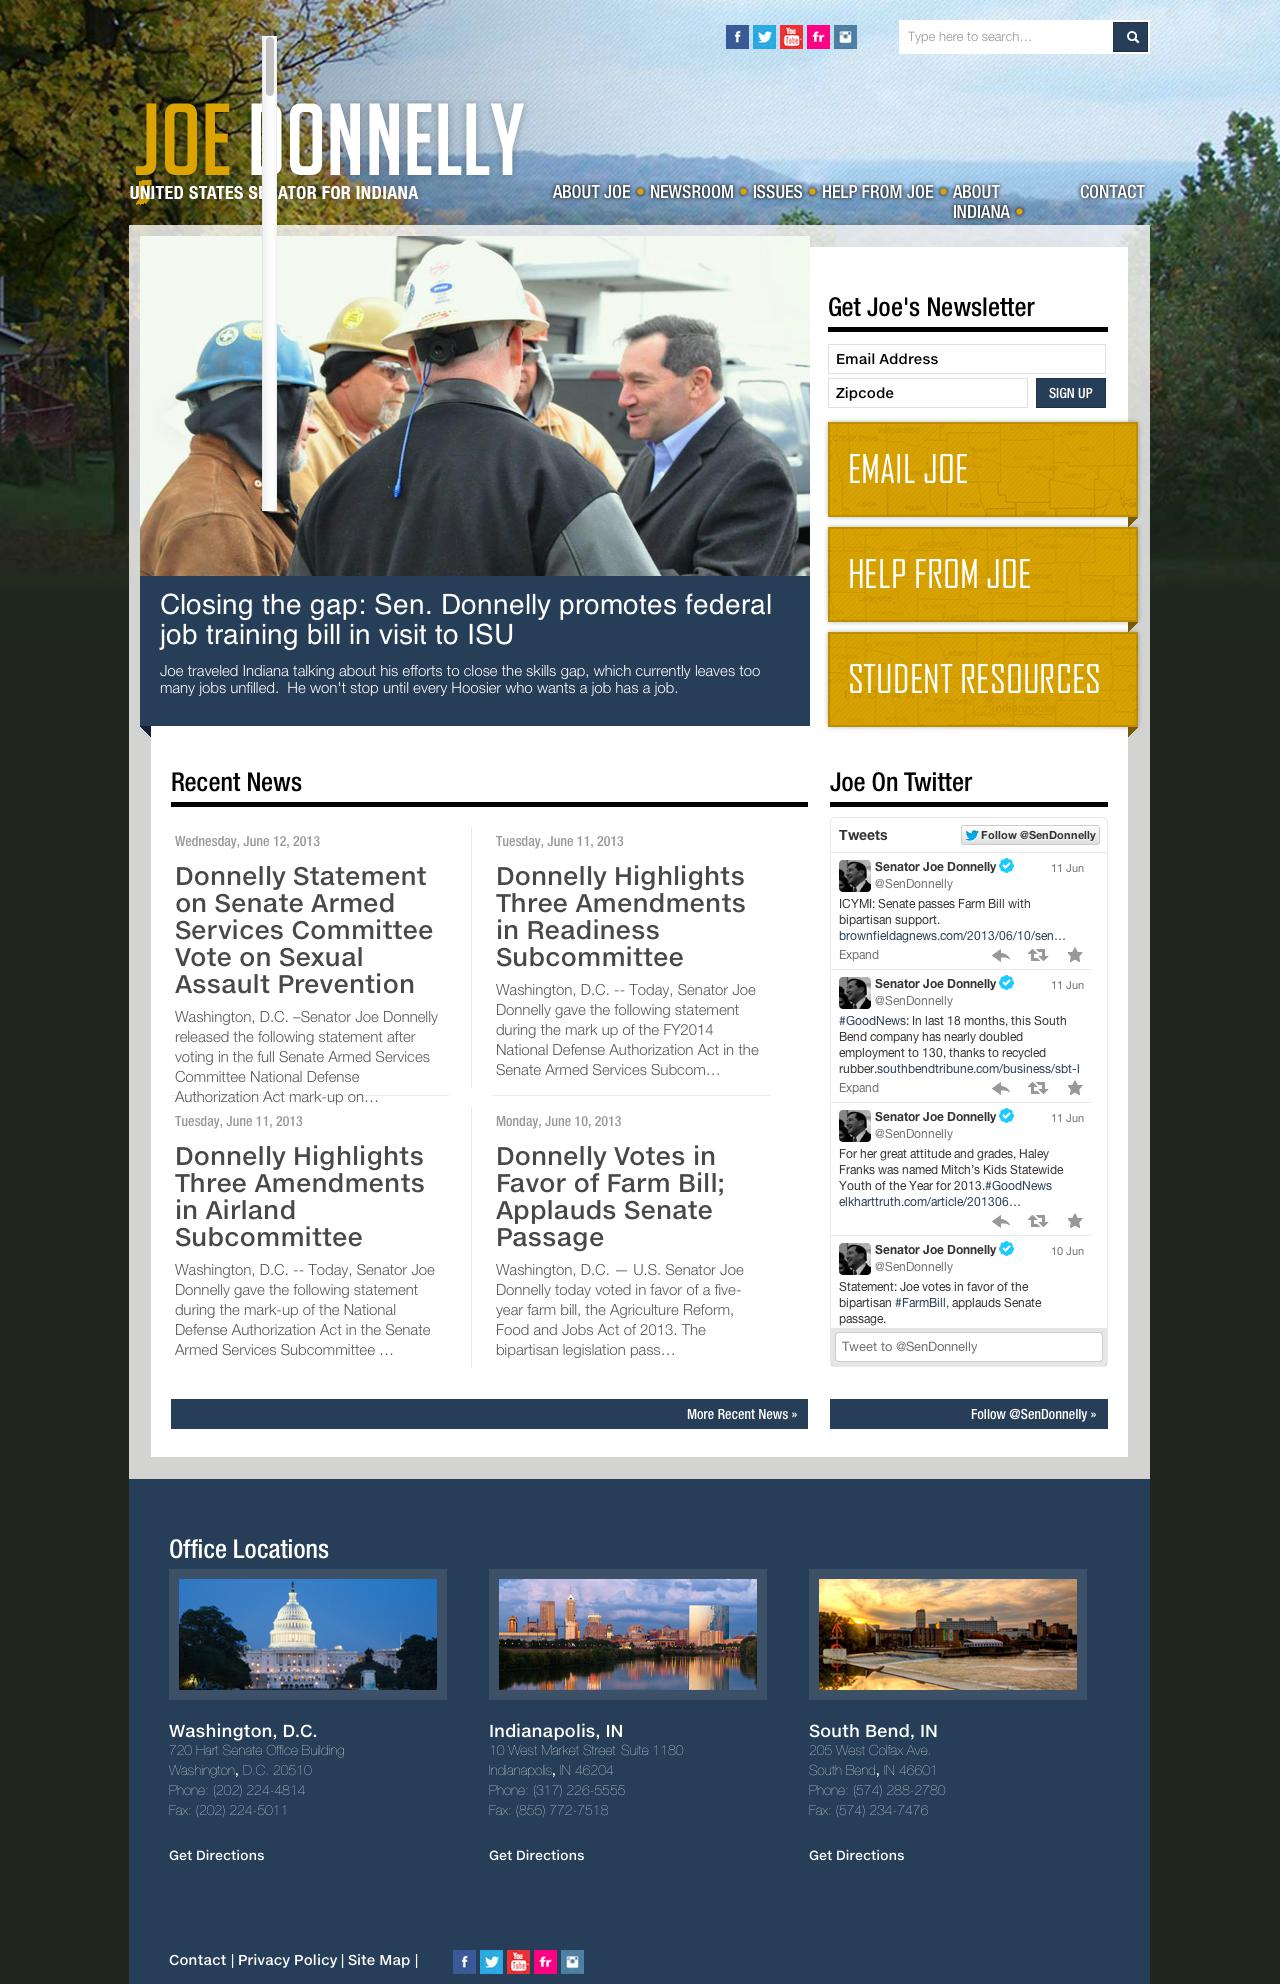 Type here to search...
JOE DONNELLY
UNITED STATES SENATOR FOR INDIANA
ABOUT JOE • NEWSROOM • ISSUES • HELP FROM JOE • ABOUT INDIANA • CONTACT
Get Joe's Newsletter
Email Address
Zipcode
SIGN UP
EMAIL JOE
HELP FROM JOE
STUDENT RESOURCES
Closing the gap: Sen. Donnelly promotes federal
job training bill in visit to ISU
Joe traveled Indiana talking about his efforts to close the skills gap, which currently leaves too
many jobs unfilled. He won't stop until every Hoosier who wants a job has a job.
Recent News
Wednesday, June 12, 2013
Donnelly Statement
on Senate Armed
Services Committee
Vote on Sexual
Assault Prevention
Washington, D.C. –Senator Joe Donnelly
released the following statement after
voting in the full Senate Armed Services
Committee National Defense
Authorization Act mark-up on...
Tuesday, June 11, 2013
Donnelly Highlights
Three Amendments
in Readiness
Subcommittee
Washington, D.C. -- Today, Senator Joe
Donnelly gave the following statement
during the mark up of the FY2014
National Defense Authorization Act in the
Senate Armed Services Subcom...
Tuesday, June 11, 2013
Donnelly Highlights
Three Amendments
in Airland
Subcommittee
Washington, D.C. -- Today, Senator Joe
Donnelly gave the following statement
during the mark-up of the National
Defense Authorization Act in the Senate
Armed Services Subcommittee ...
Monday, June 10, 2013
Donnelly Votes in
Favor of Farm Bill;
Applauds Senate
Passage
Washington, D.C. — U.S. Senator Joe
Donnelly today voted in favor of a five-
year farm bill, the Agriculture Reform,
Food and Jobs Act of 2013. The
bipartisan legislation pass...
More Recent News »
Joe On Twitter
Tweets
Follow @SenDonnelly
Senator Joe Donnelly 11 Jun
@SenDonnelly
ICYMI: Senate passes Farm Bill with
bipartisan support.
brownfieldagnews.com/2013/06/10/sen...
Expand
Senator Joe Donnelly 11 Jun
@SenDonnelly
#GoodNews: In last 18 months, this South
Bend company has nearly doubled
employment to 130, thanks to recycled
rubber.southbendtribune.com/business/sbt-l
Expand
Senator Joe Donnelly 11 Jun
@SenDonnelly
For her great attitude and grades, Haley
Franks was named Mitch's Kids Statewide
Youth of the Year for 2013.#GoodNews
elkharttruth.com/article/201306...
Senator Joe Donnelly 10 Jun
@SenDonnelly
Statement: Joe votes in favor of the
bipartisan #FarmBill, applauds Senate
passage.
Tweet to @SenDonnelly
Follow @SenDonnelly »
Office Locations
Washington, D.C.
720 Hart Senate Office Building
Washington, D.C. 20510
Phone: (202) 224-4814
Fax: (202) 224-5011
Get Directions
Indianapolis, IN
10 West Market Street Suite 1180
Indianapolis, IN 46204
Phone: (317) 226-5555
Fax: (855) 772-7518
Get Directions
South Bend, IN
205 West Colfax Ave.
South Bend, IN 46601
Phone: (574) 288-2780
Fax: (574) 234-7476
Get Directions
Contact | Privacy Policy | Site Map |